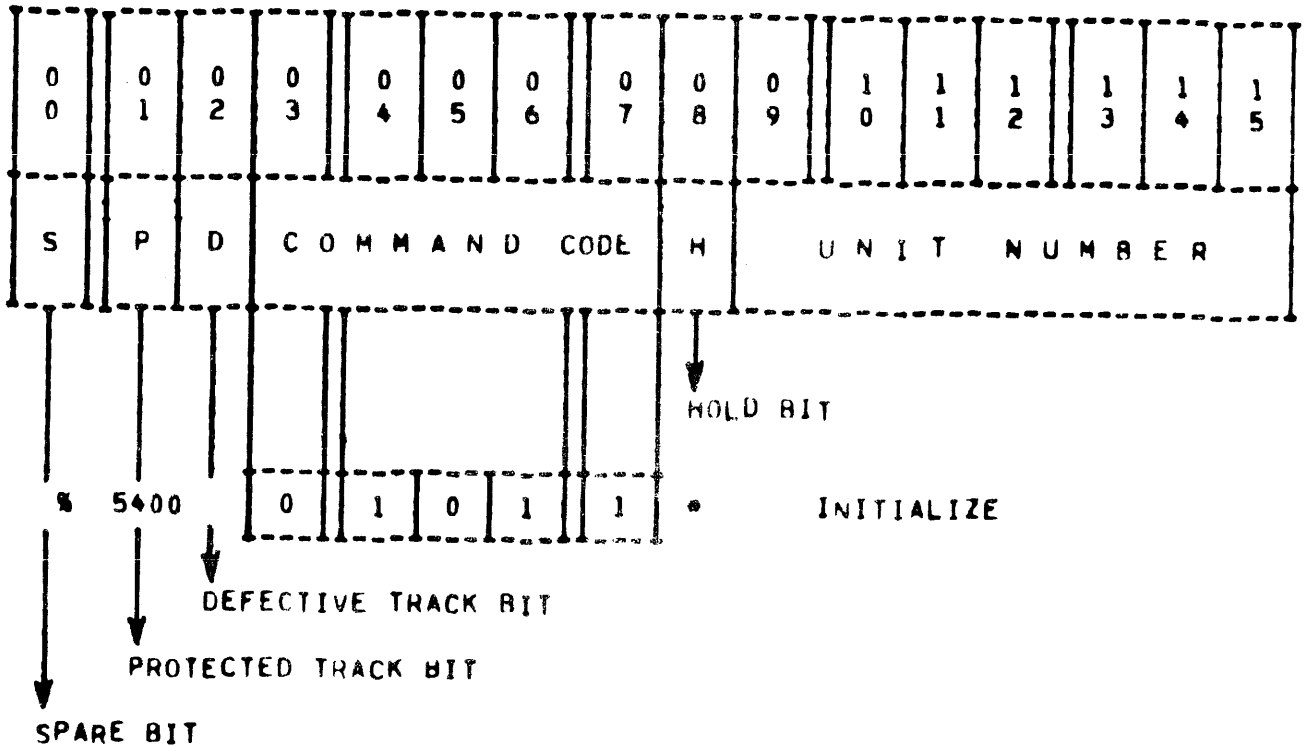 0 0 0 0 0 0 0 0 0 0 1 1 1 1 1 1
0 1 2 3 4 5 6 7 8 9 0 1 2 3 4 5
S P D COMMAND CODE H UNIT NUMBER
HOLD BIT
% 5400 0 1 0 1 1 * INITIALIZE
DEFECTIVE TRACK BIT
PROTECTED TRACK BIT
SPARE BIT